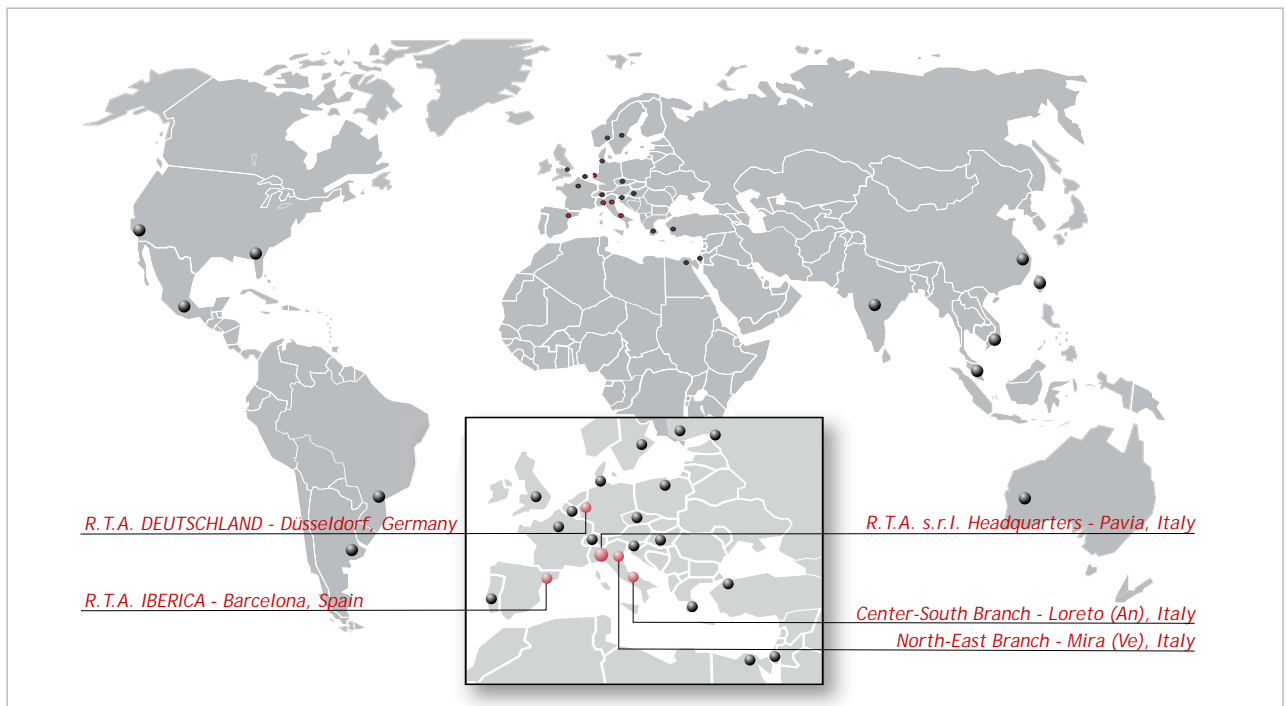 R.T.A. DEUTSCHLAND - Düsseldorf, Germany
R.T.A. s.r.l. Headquarters - Pavia, Italy
R.T.A. IBERICA - Barcelona, Spain
Center-South Branch - Loreto (An), Italy
North-East Branch - Mira (Ve), Italy